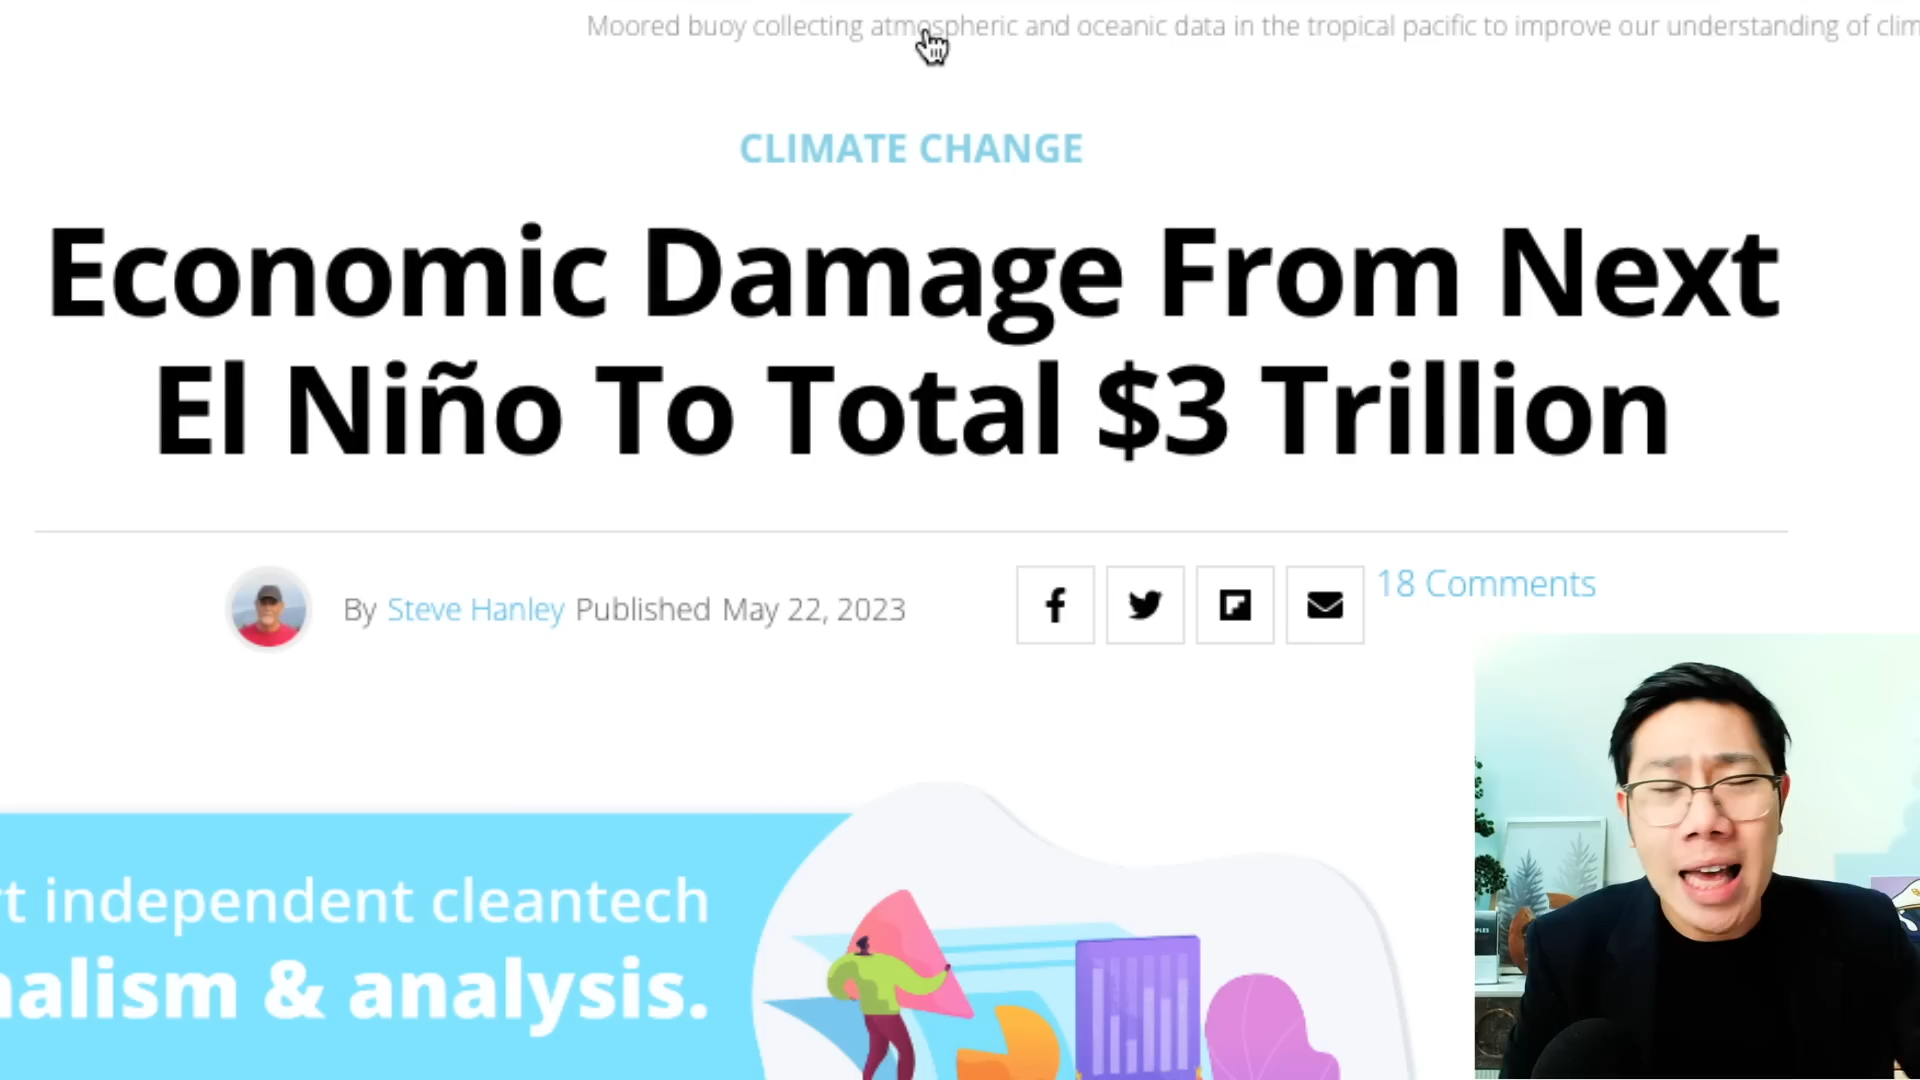 Moored buoy collecting atmospheric and oceanic data in the tropical pacific to improve our understanding of clim
CLIMATE CHANGE
Economic Damage From Next
El Niño To Total $3 Trillion
By Steve Hanley Published May 22, 2023
18 Comments
t independent cleantech
nalism & analysis.